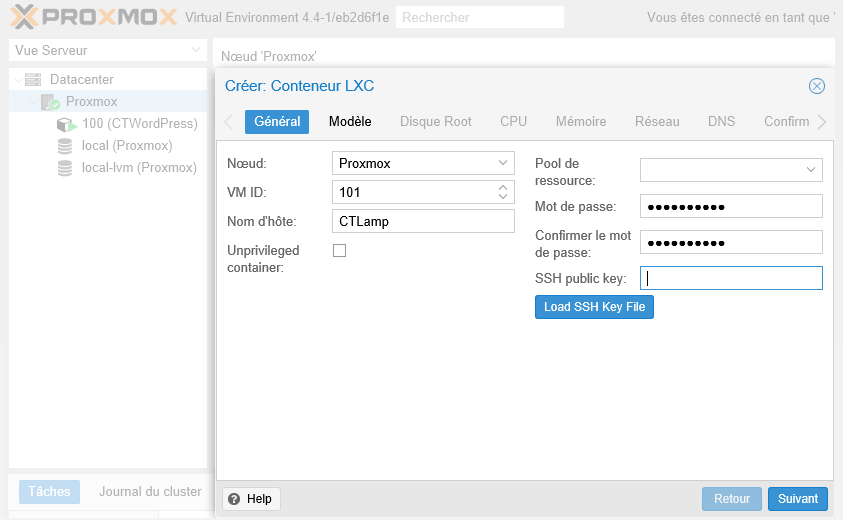 PROXMOX Virtual Environment 4.4-1/eb2d6f1e Rechercher Vous êtes connecté en tant que '
Vue Serveur
Nœud 'Proxmox'
Datacenter
Proxmox
100 (CTWordPress)
local (Proxmox)
local-lvm (Proxmox)
Créer: Conteneur LXC
Général Modèle Disque Root CPU Mémoire Réseau DNS Confirm
Nœud: Proxmox
VM ID: 101
Nom d'hôte: CTLamp
Unprivileged
container:
Pool de
ressource:
Mot de passe: ●●●●●●●●●●
Confirmer le mot
de passe: ●●●●●●●●●●
SSH public key:
Load SSH Key File
Help Retour Suivant
Tâches Journal du cluster